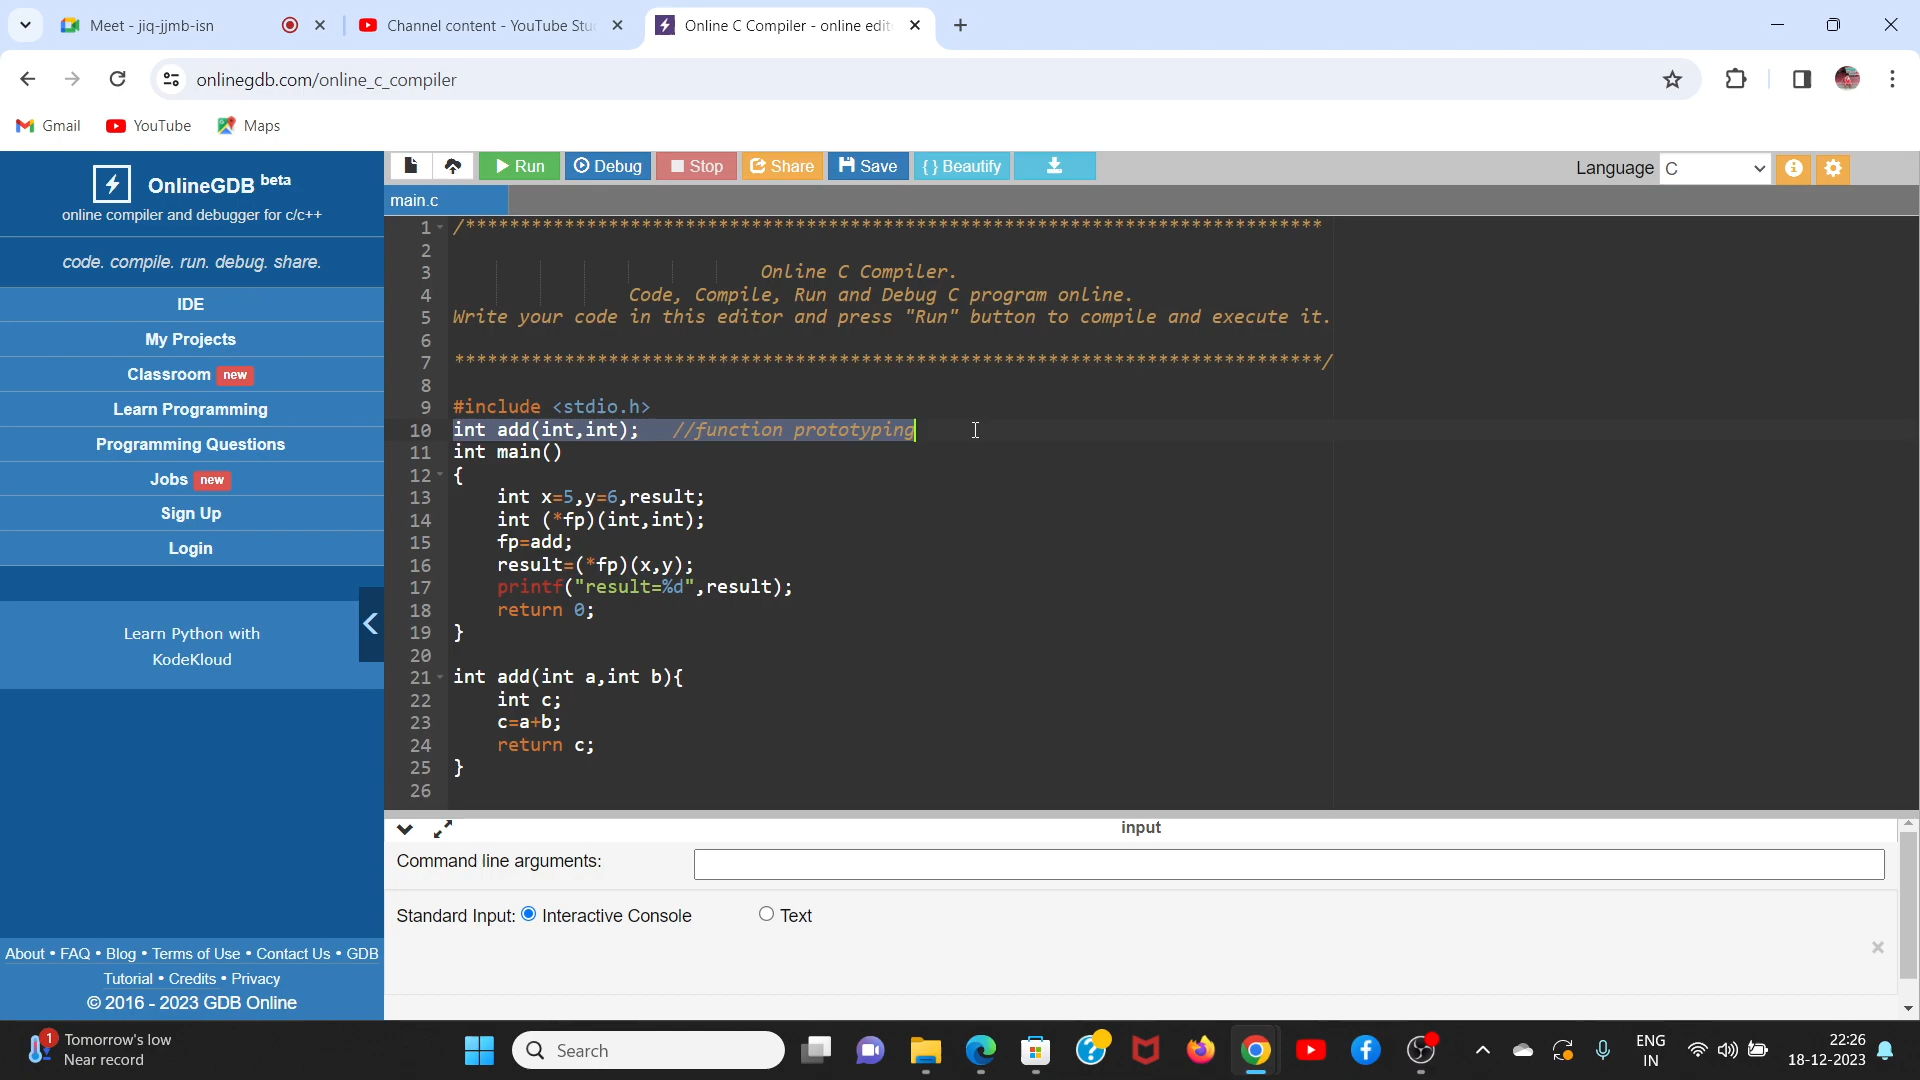 Meet - jiq-jjmb-isn
Channel content - YouTube Stu
Online C Compiler - online edit
onlinegdb.com/online_c_compiler
Gmail YouTube Maps
OnlineGDB beta
online compiler and debugger for c/c++
code. compile. run. debug. share.
IDE
My Projects
Classroom new
Learn Programming
Programming Questions
Jobs new
Sign Up
Login
Learn Python with
KodeKloud
About • FAQ • Blog • Terms of Use • Contact Us • GDB
Tutorial • Credits • Privacy
© 2016 - 2023 GDB Online
Run Debug Stop Share Save { } Beautify
Language C
main.c
1 /******************************************************************************
2
3 Online C Compiler.
4 Code, Compile, Run and Debug C program online.
5 Write your code in this editor and press "Run" button to compile and execute it.
6
7 *******************************************************************************/
8
9 #include <stdio.h>
10 int add(int,int);   //function prototyping
11 int main()
12 {
13     int x=5,y=6,result;
14     int (*fp)(int,int);
15     fp=add;
16     result=(*fp)(x,y);
17     printf("result=%d",result);
18     return 0;
19 }
20
21 int add(int a,int b){
22     int c;
23     c=a+b;
24     return c;
25 }
26
input
Command line arguments:
Standard Input: Interactive Console Text
1
Tomorrow's low
Near record
Search
ENG
IN
22:26
18-12-2023